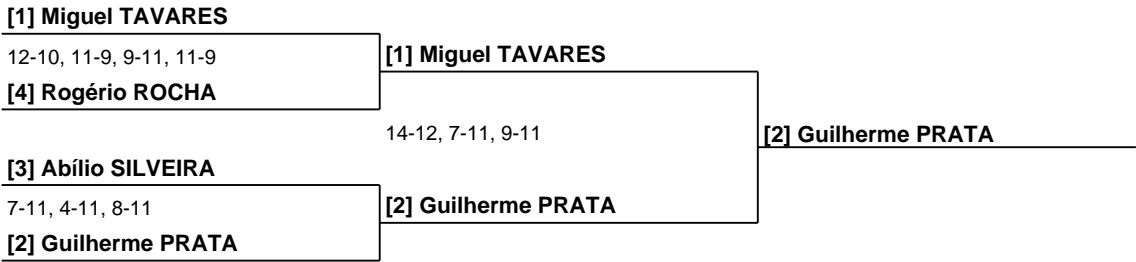 [1] Miguel TAVARES
12-10, 11-9, 9-11, 11-9
[4] Rogério ROCHA
[1] Miguel TAVARES
14-12, 7-11, 9-11
[2] Guilherme PRATA
[3] Abílio SILVEIRA
7-11, 4-11, 8-11
[2] Guilherme PRATA
[2] Guilherme PRATA